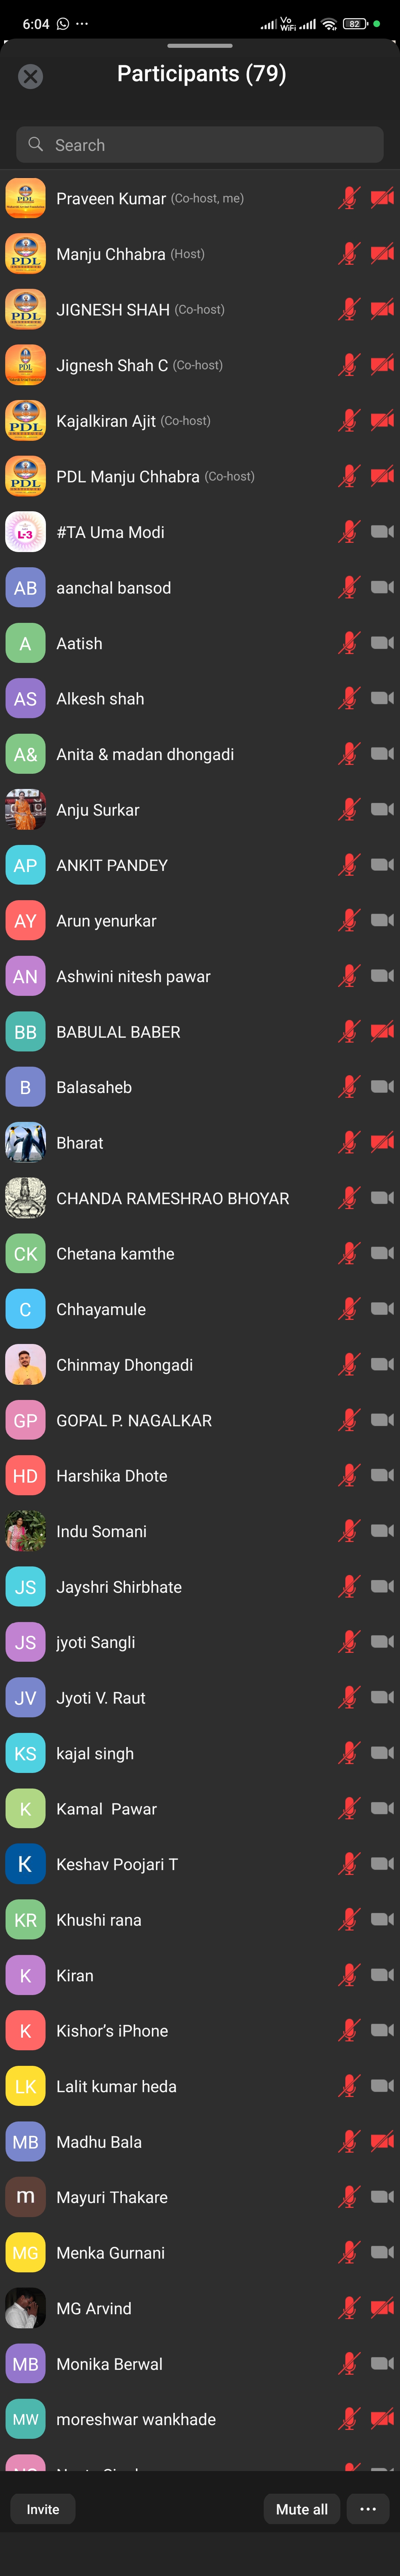 6:04
Vo
WiFi
82
Participants (79)
Search
PDL
Praveen Kumar (Co-host, me)
PDL
Manju Chhabra (Host)
PDL
JIGNESH SHAH (Co-host)
PDL
Jignesh Shah C (Co-host)
PDL
Kajalkiran Ajit (Co-host)
PDL
PDL Manju Chhabra (Co-host)
L-3
#TA Uma Modi
AB
aanchal bansod
A
Aatish
AS
Alkesh shah
A&
Anita & madan dhongadi
Anju Surkar
AP
ANKIT PANDEY
AY
Arun yenurkar
AN
Ashwini nitesh pawar
BB
BABULAL BABER
B
Balasaheb
Bharat
CHANDA RAMESHRAO BHOYAR
CK
Chetana kamthe
C
Chhayamule
Chinmay Dhongadi
GP
GOPAL P. NAGALKAR
HD
Harshika Dhote
Indu Somani
JS
Jayshri Shirbhate
JS
jyoti Sangli
JV
Jyoti V. Raut
KS
kajal singh
K
Kamal  Pawar
K
Keshav Poojari T
KR
Khushi rana
K
Kiran
K
Kishor’s iPhone
LK
Lalit kumar heda
MB
Madhu Bala
m
Mayuri Thakare
MG
Menka Gurnani
MG Arvind
MB
Monika Berwal
MW
moreshwar wankhade
Invite
Mute all